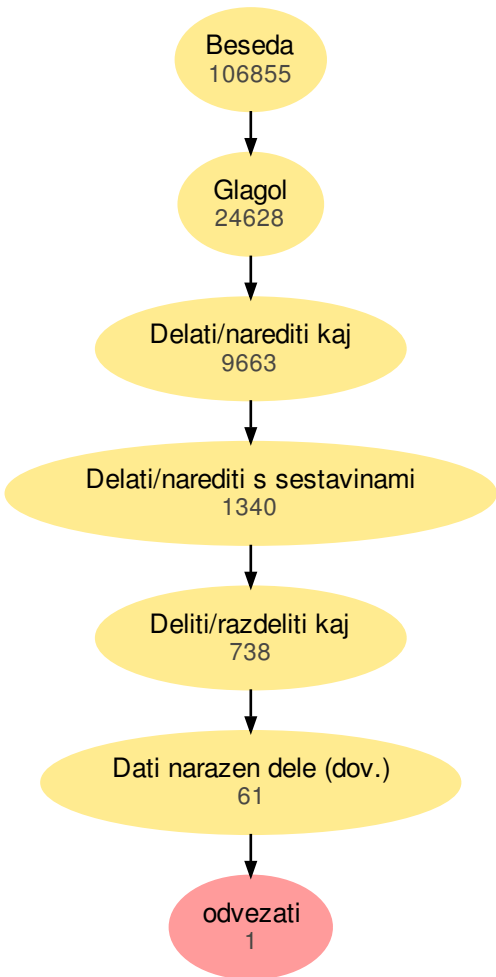 Beseda
106855
Glagol
24628
Delati/narediti kaj
9663
Delati/narediti s sestavinami
1340
Deliti/razdeliti kaj
738
Dati narazen dele (dov.)
61
odvezati
1